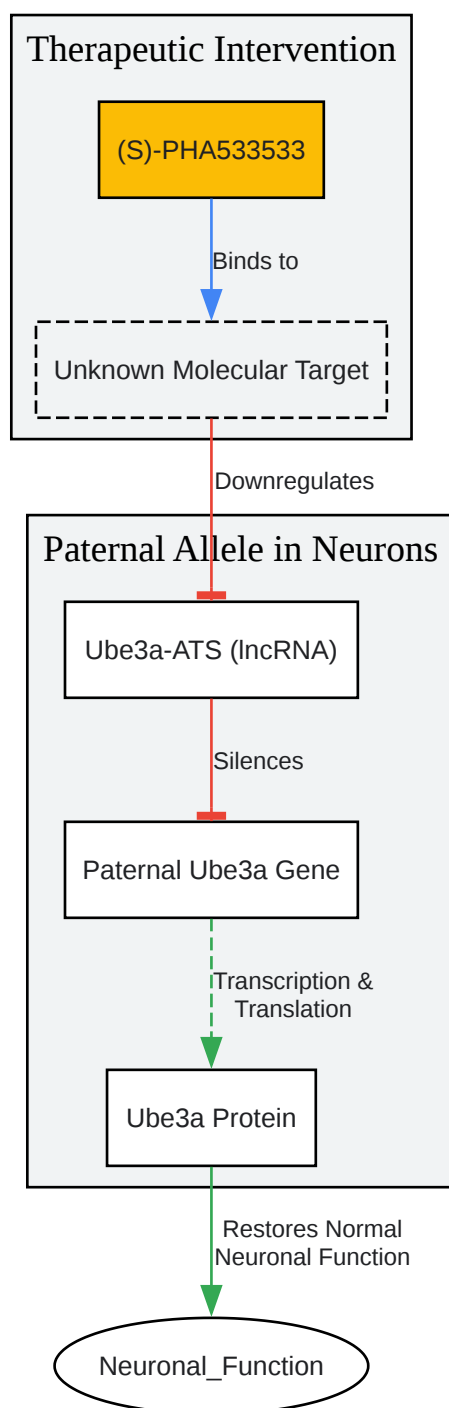 Therapeutic Intervention
(S)-PHA533533
Binds to
Unknown Molecular Target
Downregulates
Paternal Allele in Neurons
Ube3a-ATS (lncRNA)
Silences
Paternal Ube3a Gene
Transcription &
Translation
Ube3a Protein
Restores Normal
Neuronal Function
Neuronal_Function